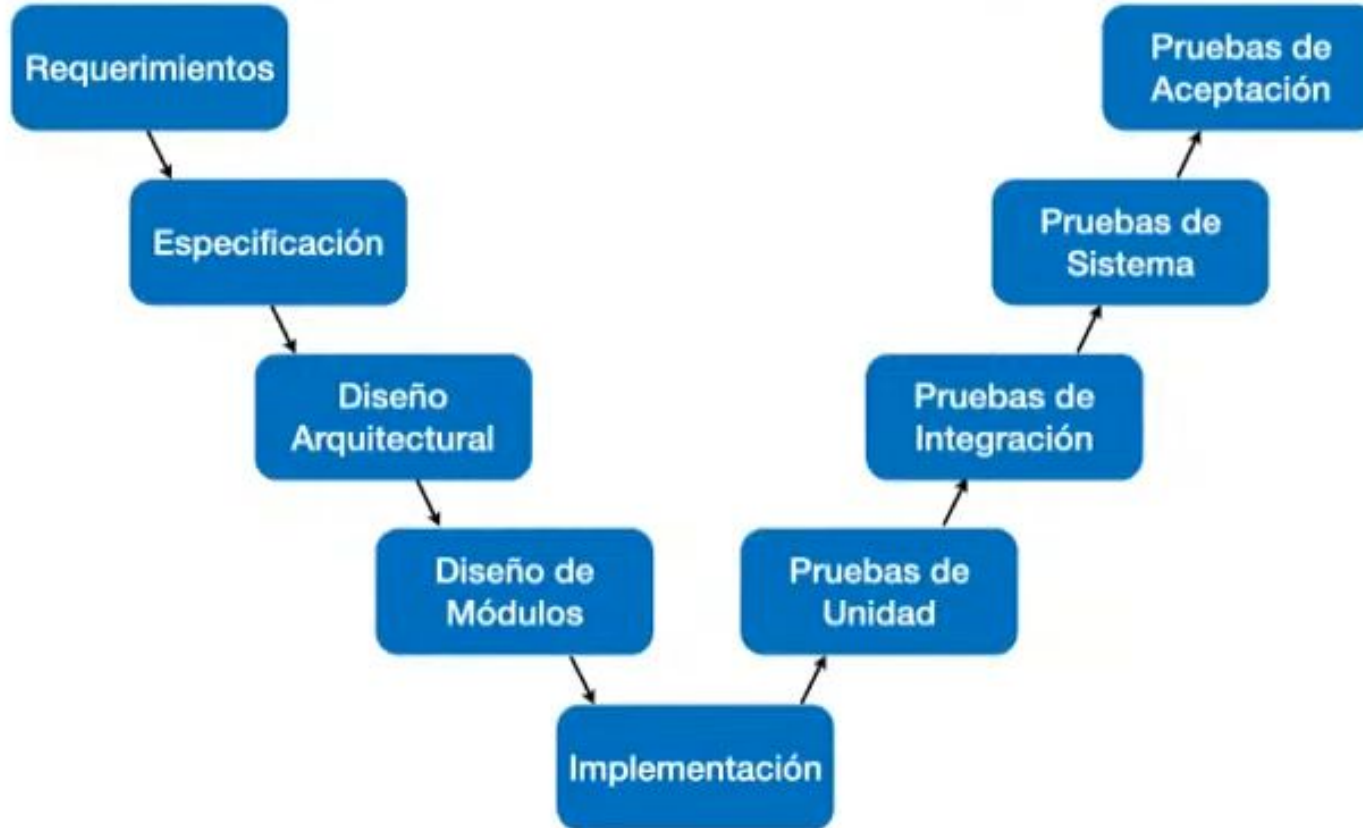 Requerimientos
Pruebas de
Aceptación
Especificación
Pruebas de
Sistema
Diseño
Arquitectural
Pruebas de
Integración
Diseño de
Módulos
Pruebas de
Unidad
Implementación